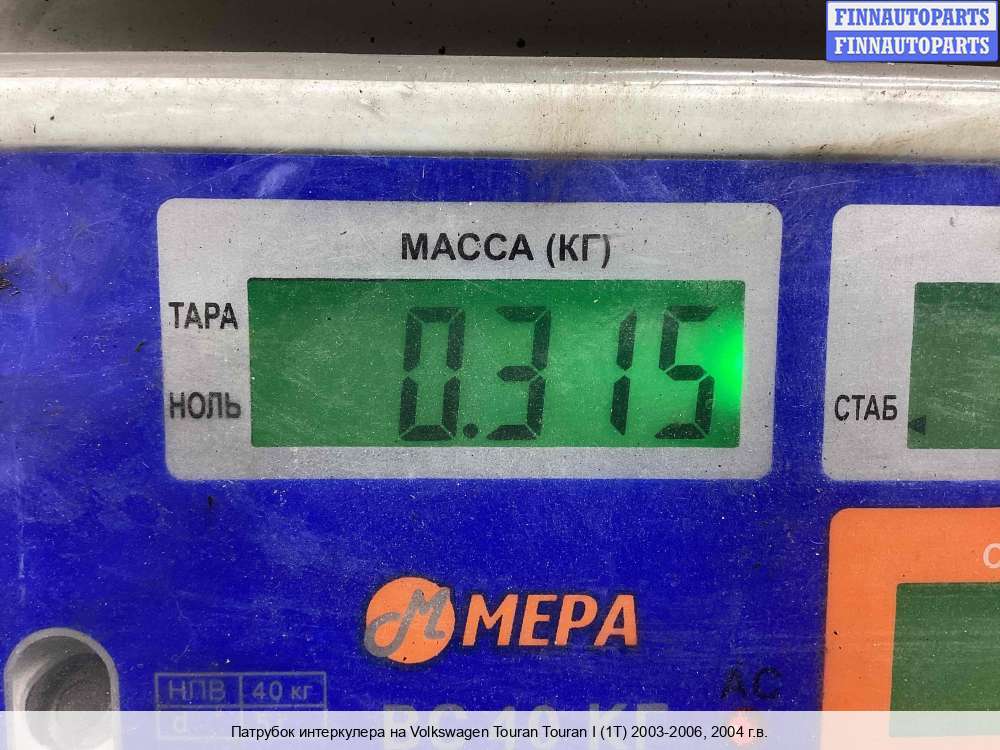 FINNAUTOPARTS
FINNAUTOPARTS
МАССА (КГ)
ТАРА
0.315
НОЛЬ
СТАБ
МЕРА
НПВ 40 кг
АС
Патрубок интеркулера на Volkswagen Touran Touran I (1T) 2003-2006, 2004 г.в.